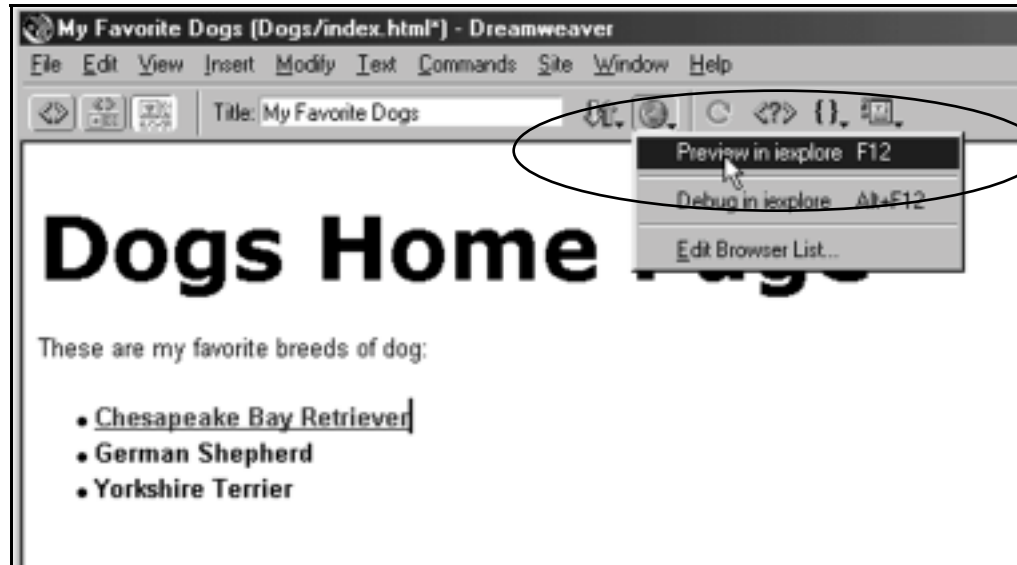 My Favorite Dogs (Dogs/index.html*) - Dreamweaver
File Edit View Insert Modify Text Commands Site Window Help
Title: My Favorite Dogs
Preview in iexplore F12
Debug in iexplore Alt+F12
Edit Browser List...
Dogs Home Page
These are my favorite breeds of dog:
• Chesapeake Bay Retriever
• German Shepherd
• Yorkshire Terrier